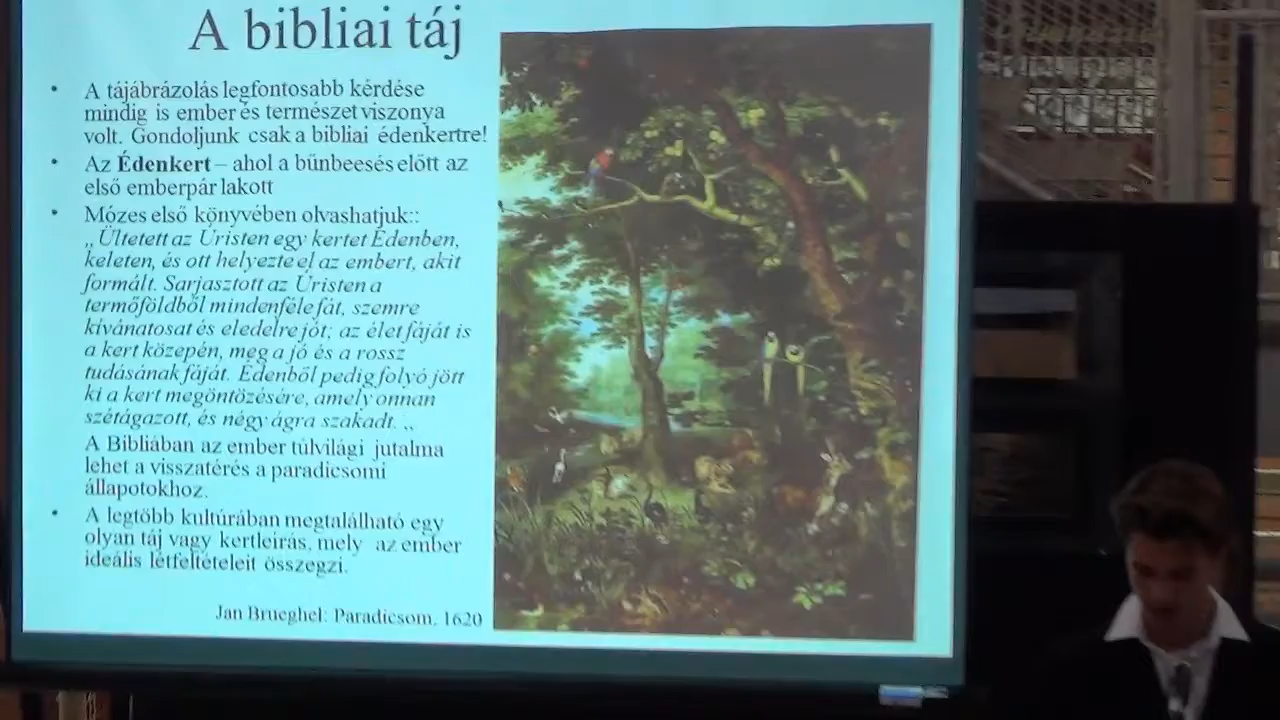 A bibliai táj
• A tájábrázolás legfontosabb kérdése
mindig is ember és természet viszonya
volt. Gondoljunk csak a bibliai édenkertre!
• Az Édenkert – ahol a bűnbeesés előtt az
első emberpár lakott
• Mózes első könyvében olvashatjuk::
„ Ültetett az Úristen egy kertet Édenben,
keleten, és ott helyezte el az embert, akit
formált. Sarjasztott az Úristen a
termőföldből mindenféle fát, szemre
kívánatosat és eledelre jót; az élet fáját is
a kert közepén, meg a jó és a rossz
tudásának fáját. Édenből pedig folyó jött
ki a kert megöntözésére, amely onnan
szétágazott, és négy ágra szakadt. „
A Bibliában az ember túlvilági jutalma
lehet a visszatérés a paradicsomi
állapotokhoz.
• A legtöbb kultúrában megtalálható egy
olyan táj vagy kertleírás, mely az ember
ideális létfeltételeit összegzi.
Jan Brueghel: Paradicsom, 1620